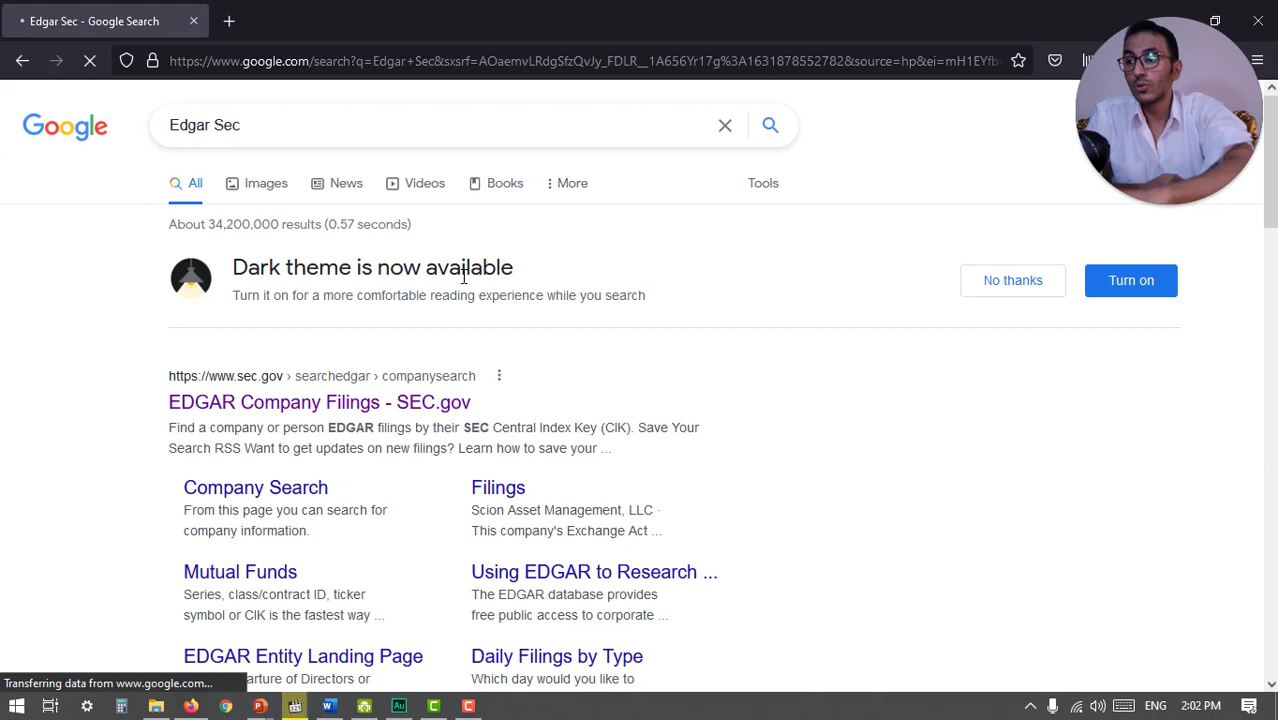 Edgar Sec - Google Search
https://www.google.com/search?q=Edgar+Sec&sxsrf=AOaemvLRdgSfzQvJy_FDLR__1A656Yr17g%3A1631878552782&source=hp&ei=mH1EYfb
Google
Edgar Sec
All Images News Videos Books More Tools
About 34,200,000 results (0.57 seconds)
Dark theme is now available
Turn it on for a more comfortable reading experience while you search
No thanks
Turn on
https://www.sec.gov › searchedgar › companysearch
EDGAR Company Filings - SEC.gov
Find a company or person EDGAR filings by their SEC Central Index Key (CIK). Save Your
Search RSS Want to get updates on new filings? Learn how to save your ...
Company Search
From this page you can search for
company information.
Filings
Scion Asset Management, LLC ·
This company's Exchange Act ...
Mutual Funds
Series, class/contract ID, ticker
symbol or CIK is the fastest way ...
Using EDGAR to Research ...
The EDGAR database provides
free public access to corporate ...
EDGAR Entity Landing Page
arture of Directors or
Daily Filings by Type
Which day would you like to
Transferring data from www.google.com...
ENG 2:02 PM